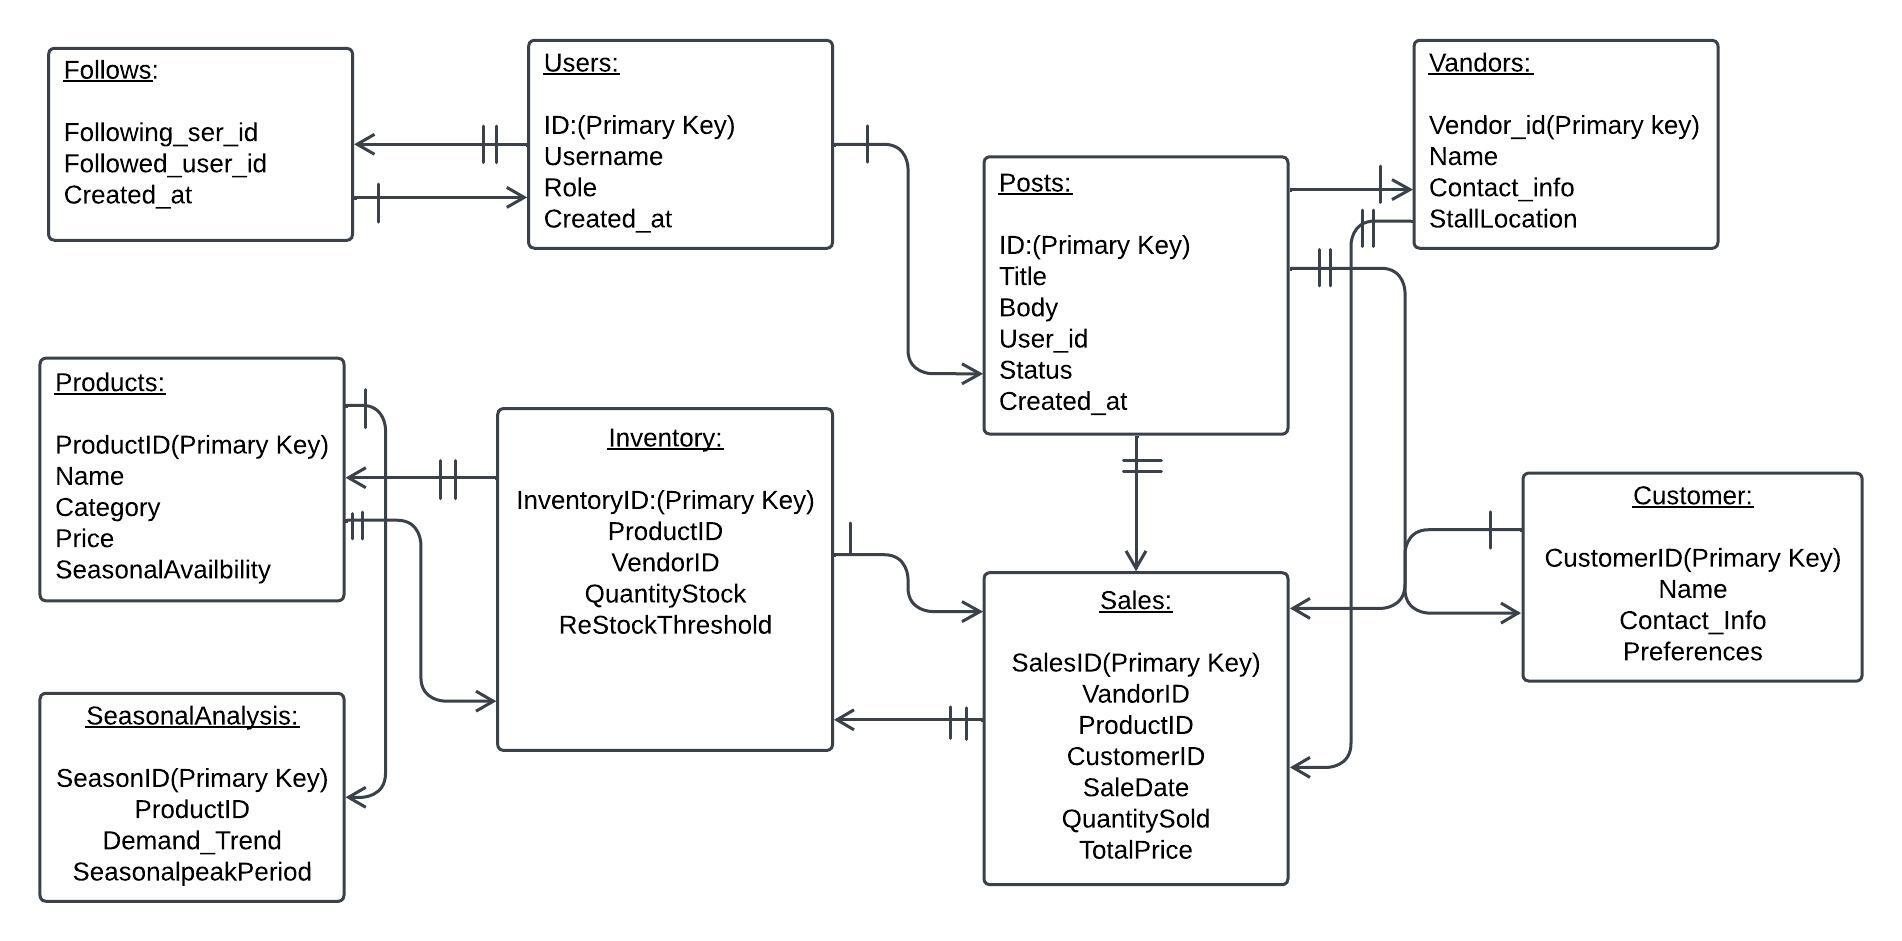 Follows:
Following_ser_id
Followed_user_id
Created_at
Users:
ID:(Primary Key)
Username
Role
Created_at
Posts:
ID:(Primary Key)
Title
Body
User_id
Status
Created_at
Vandors:
Vendor_id(Primary key)
Name
Contact_info
StallLocation
Products:
ProductID(Primary Key)
Name
Category
Price
SeasonalAvailbility
Inventory:
InventoryID:(Primary Key)
ProductID
VendorID
QuantityStock
ReStockThreshold
Customer:
CustomerID(Primary Key)
Name
Contact_Info
Preferences
SeasonalAnalysis:
SeasonID(Primary Key)
ProductID
Demand_Trend
SeasonalpeakPeriod
Sales:
SalesID(Primary Key)
VandorID
ProductID
CustomerID
SaleDate
QuantitySold
TotalPrice